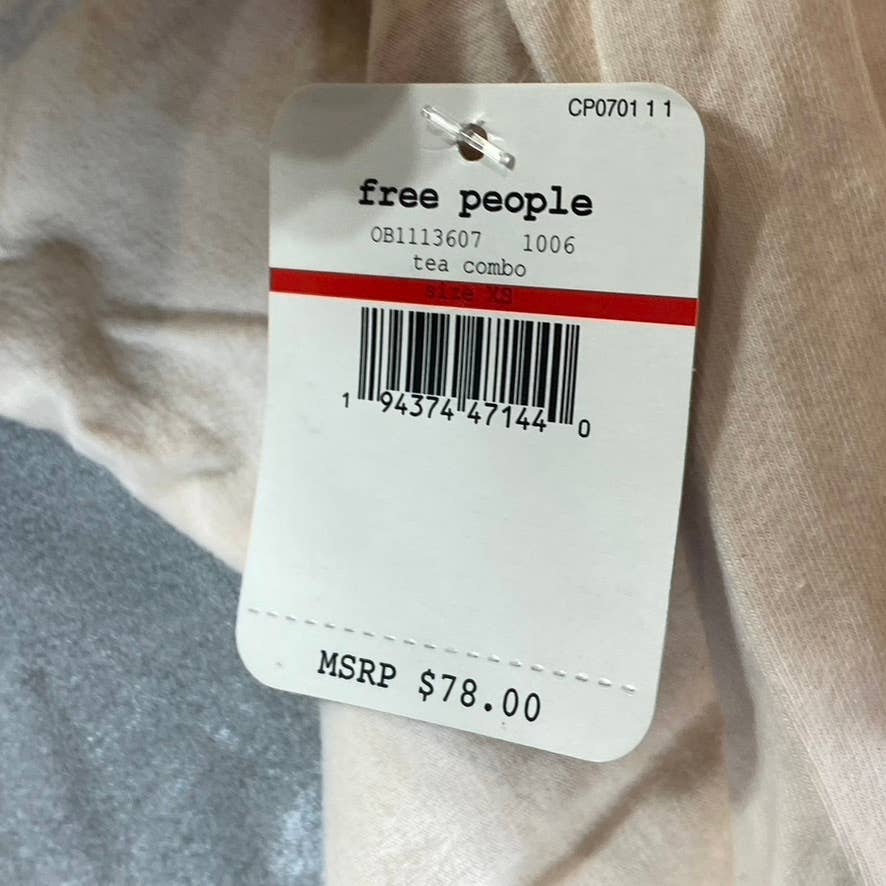 CP0701 1 1
free people
OB1113607 1006
tea combo
size XS
1 94374 47144 0
MSRP $78.00